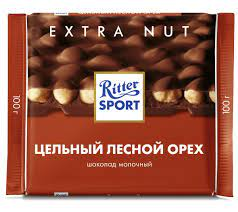 EXTRA NUT
Ritter
SPORT
100 г
100 г
ЦЕЛЬНЫЙ ЛЕСНОЙ ОРЕХ
шоколад молочный